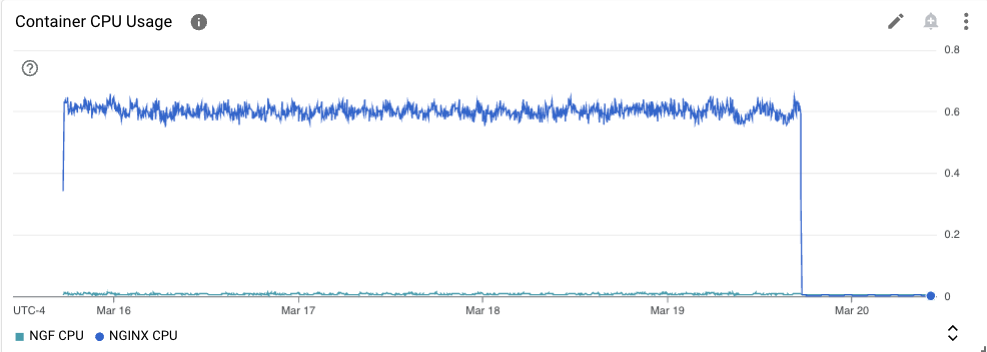 Container CPU Usage
0.8
0.6
0.4
0.2
0
UTC-4 Mar 16 Mar 17 Mar 18 Mar 19 Mar 20
NGF CPU NGINX CPU